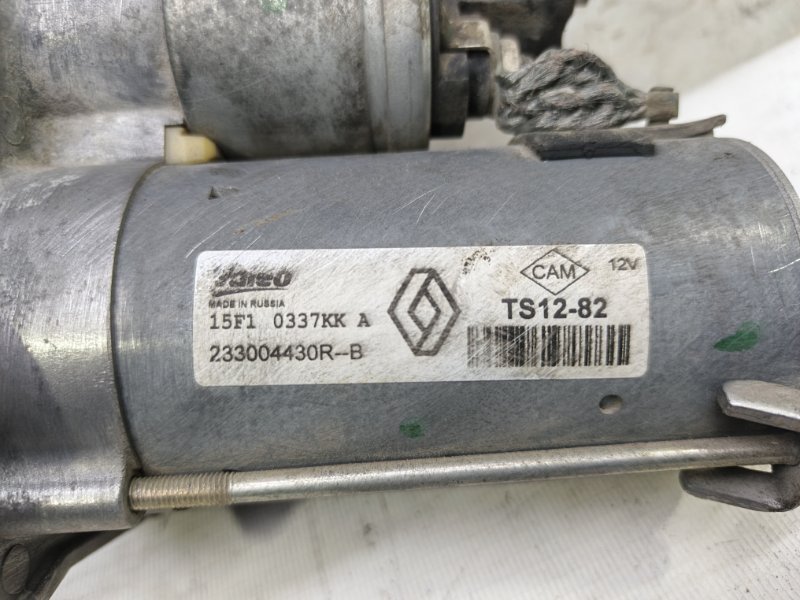 Valeo
MADE IN RUSSIA
15F1 0337KK A
233004430R--B
CAM
12V
TS12-82